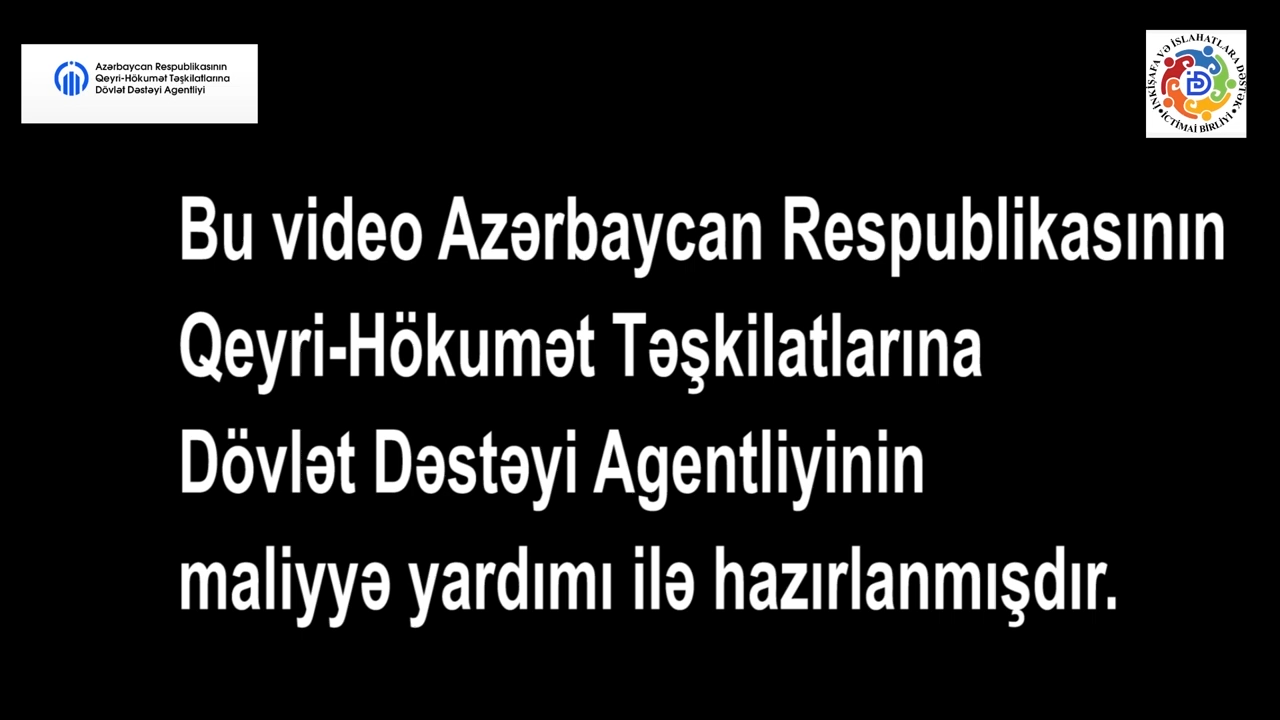 Azərbaycan Respublikasının
Qeyri-Hökumət Təşkilatlarına
Dövlət Dəstəyi Agentliyi
İNKİŞAFA VƏ İSLAHATLARA DƏSTƏK
İCTİMAİ BİRLİYİ
Bu video Azərbaycan Respublikasının
Qeyri-Hökumət Təşkilatlarına
Dövlət Dəstəyi Agentliyinin
maliyyə yardımı ilə hazırlanmışdır.